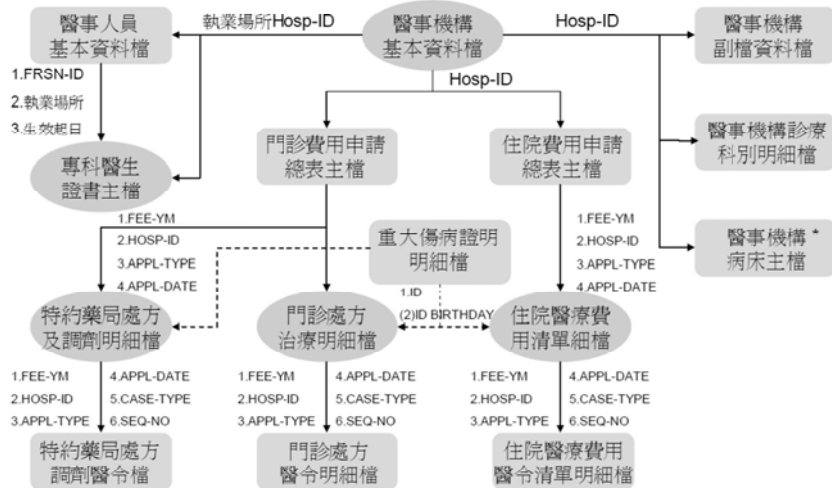 醫事人員
基本資料檔
執業場所Hosp-ID
醫事機構
基本資料檔
Hosp-ID
醫事機構
副檔資料檔
1.FRSN-ID
2.執業場所
3.生效起日
Hosp-ID
專科醫生
證書主檔
門診費用申請
總表主檔
住院費用申請
總表主檔
醫事機構診療
科別明細檔
1.FEE-YM
2.HOSP-ID
3.APPL-TYPE
4.APPL-DATE
重大傷病證明
明細檔
1.FEE-YM
2.HOSP-ID
3.APPL-TYPE
4.APPL-DATE
醫事機構 *
病床主檔
1.ID
(2)ID BIRTHDAY
特約藥局處方
及調劑明細檔
門診處方
治療明細檔
住院醫療費
用清單細檔
1.FEE-YM
2.HOSP-ID
3.APPL-TYPE
4.APPL-DATE
5.CASE-TYPE
6.SEQ-NO
1.FEE-YM
2.HOSP-ID
3.APPL-TYPE
4.APPL-DATE
5.CASE-TYPE
6.SEQ-NO
1.FEE-YM
2.HOSP-ID
3.APPL-TYPE
4.APPL-DATE
5.CASE-TYPE
6.SEQ-NO
特約藥局處方
調劑醫令檔
門診處方
醫令明細檔
住院醫療費用
醫令清單明細檔